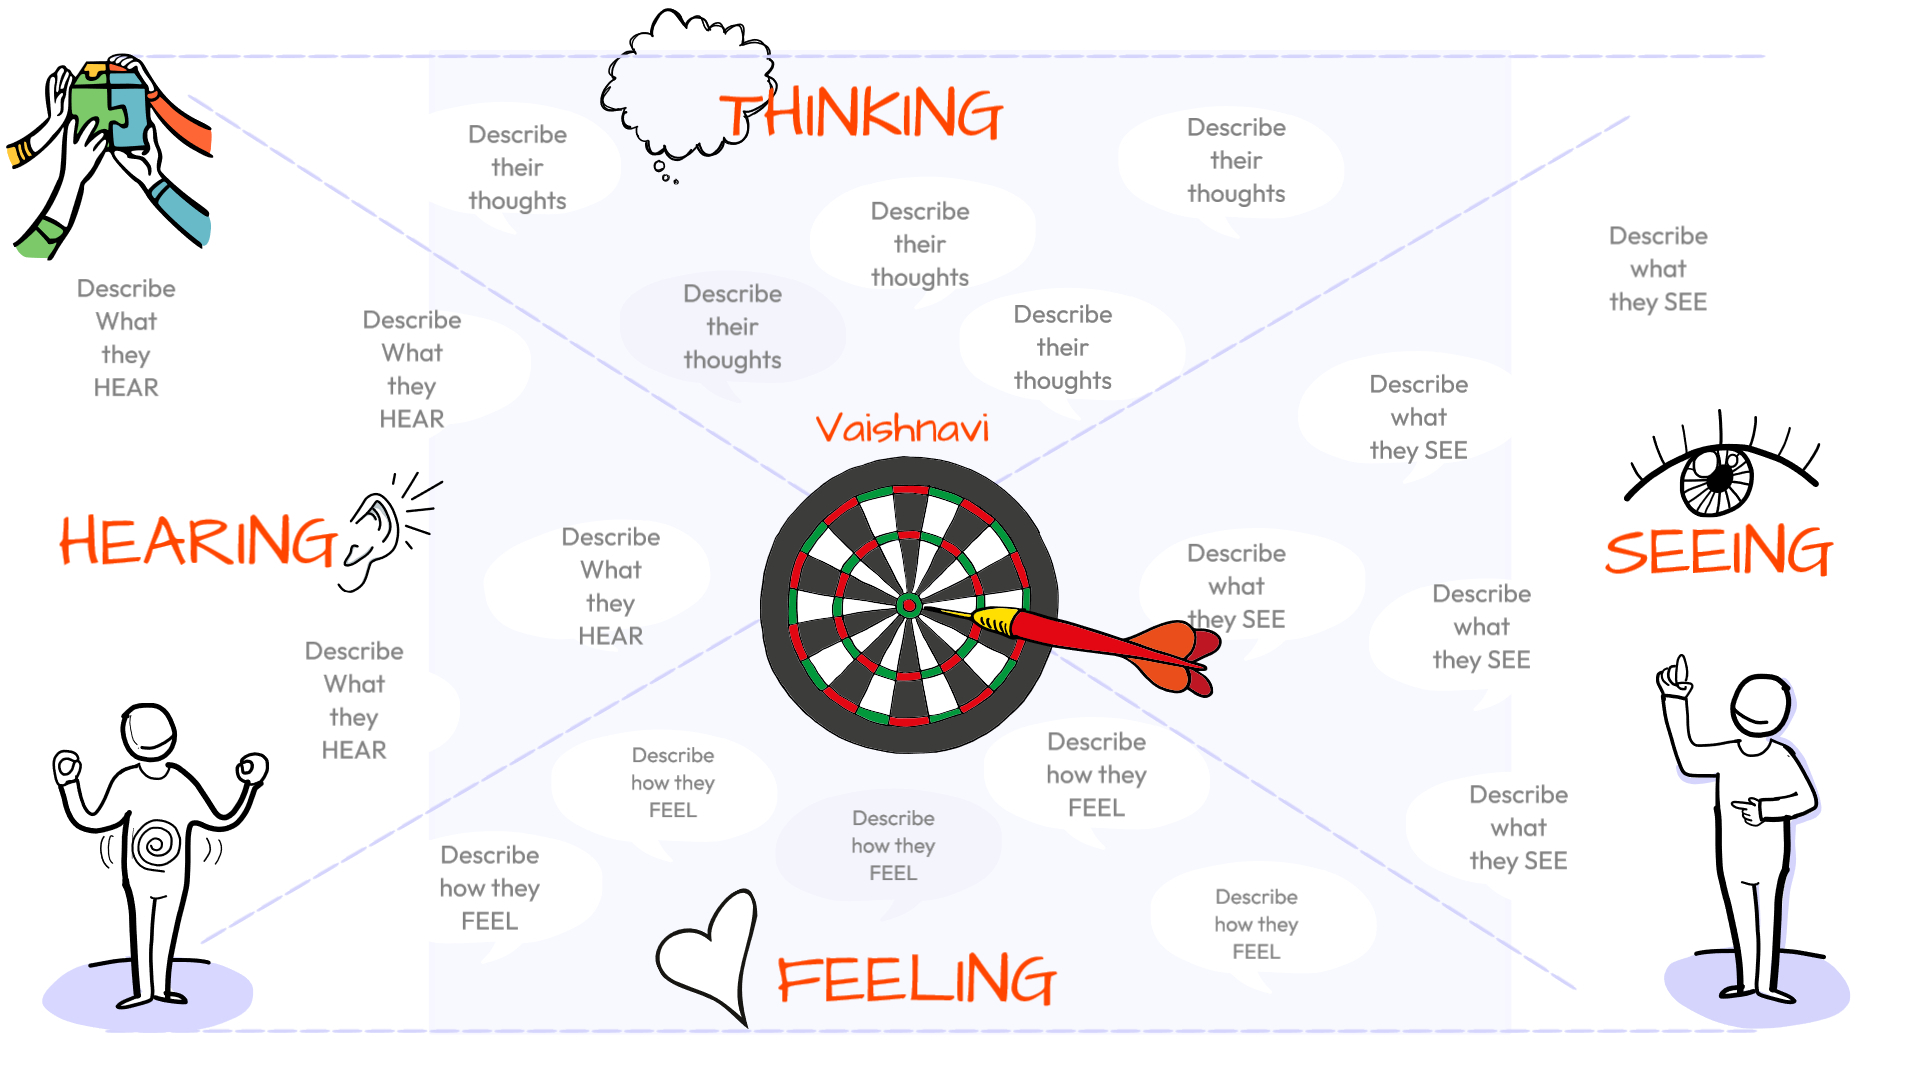 THINKING
Describe
their
thoughts
Describe
their
thoughts
Describe
their
thoughts
Describe
their
thoughts
Describe
their
thoughts
Describe
What
they
HEAR
Describe
What
they
HEAR
HEARING
Describe
What
they
HEAR
Describe
What
they
HEAR
Vaishnavi
Describe
what
they SEE
Describe
what
they SEE
SEEING
Describe
what
they SEE
Describe
what
they SEE
Describe
what
they SEE
Describe
how they
FEEL
Describe
how they
FEEL
Describe
how they
FEEL
Describe
how they
FEEL
Describe
how they
FEEL
FEELING